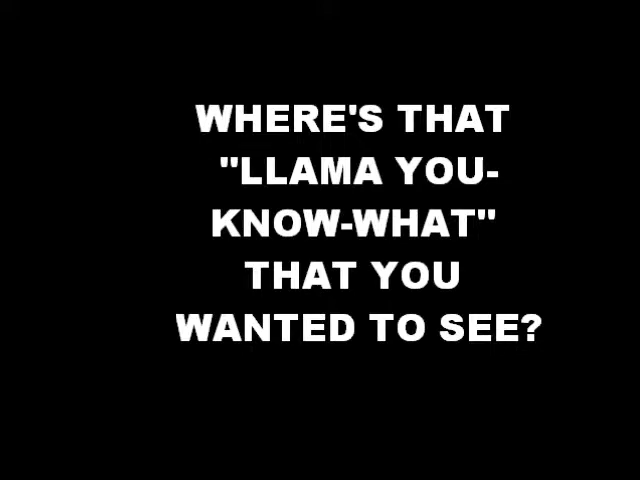 WHERE'S THAT
"LLAMA YOU-
KNOW-WHAT"
THAT YOU
WANTED TO SEE?